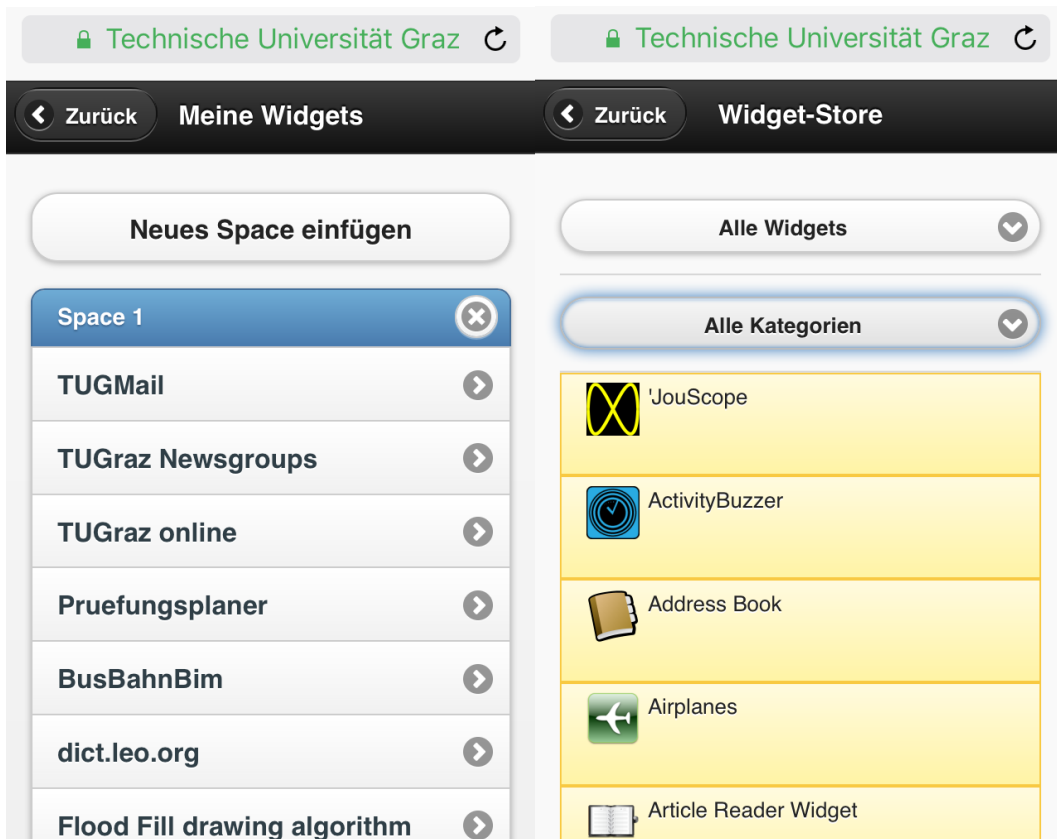 Technische Universität Graz
Zurück
Meine Widgets
Neues Space einfügen
Space 1
TUGMail
TUGraz Newsgroups
TUGraz online
Pruefungsplaner
BusBahnBim
dict.leo.org
Flood Fill drawing algorithm
Technische Universität Graz
Zurück
Widget-Store
Alle Widgets
Alle Kategorien
'JouScope
ActivityBuzzer
Address Book
Airplanes
Article Reader Widget